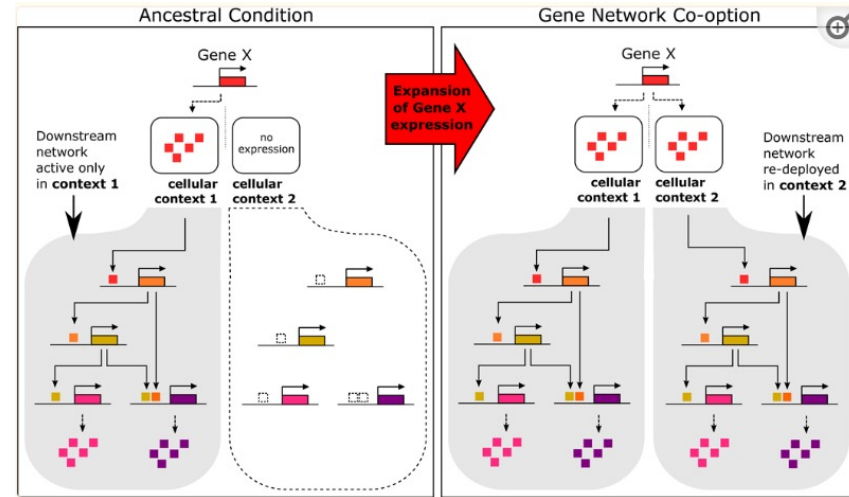 Ancestral Condition
Gene X
no
expression
Downstream
network
active only
in context 1
cellular
context 1
cellular
context 2
Expansion
of Gene X
expression
Gene Network Co-option
Gene X
cellular
context 1
cellular
context 2
Downstream
network
re-deployed
in context 2